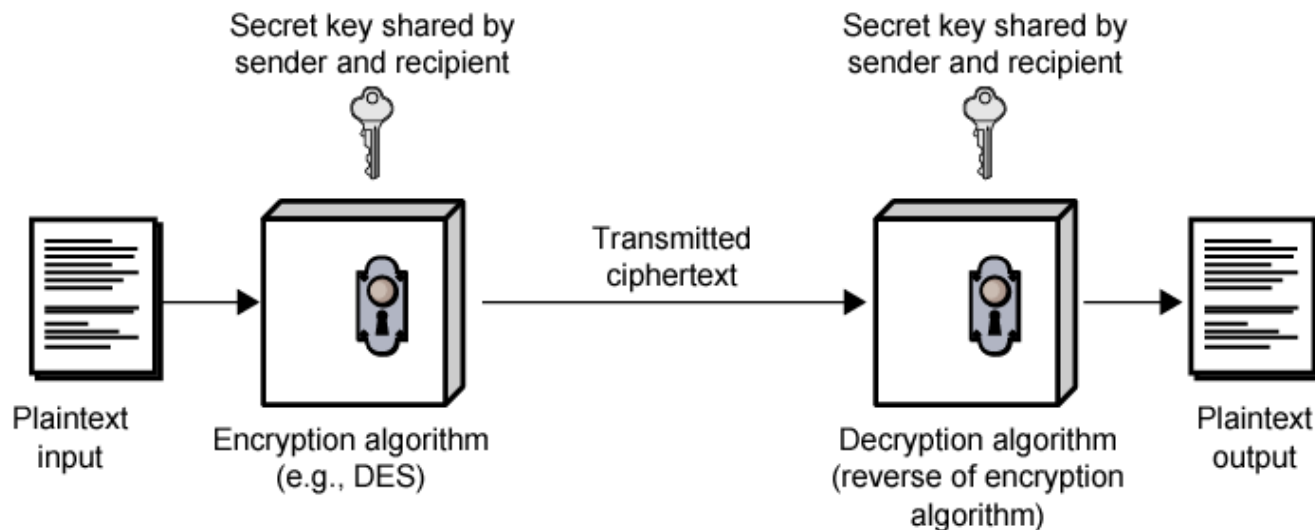 Secret key shared by
sender and recipient
Secret key shared by
sender and recipient
Transmitted
ciphertext
Plaintext
input
Encryption algorithm
(e.g., DES)
Decryption algorithm
(reverse of encryption
algorithm)
Plaintext
output